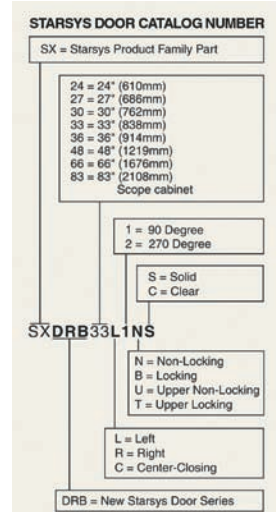 STARSYS DOOR CATALOG NUMBER
SX = Starsys Product Family Part
24 = 24" (610mm)
27 = 27" (686mm)
30 = 30" (762mm)
33 = 33" (838mm)
36 = 36" (914mm)
48 = 48" (1219mm)
66 = 66" (1676mm)
83 = 83" (2108mm)
Scope cabinet
1 = 90 Degree
2 = 270 Degree
S = Solid
C = Clear
SXDRB33L1NS
N = Non-Locking
B = Locking
U = Upper Non-Locking
T = Upper Locking
L = Left
R = Right
C = Center-Closing
DRB = New Starsys Door Series